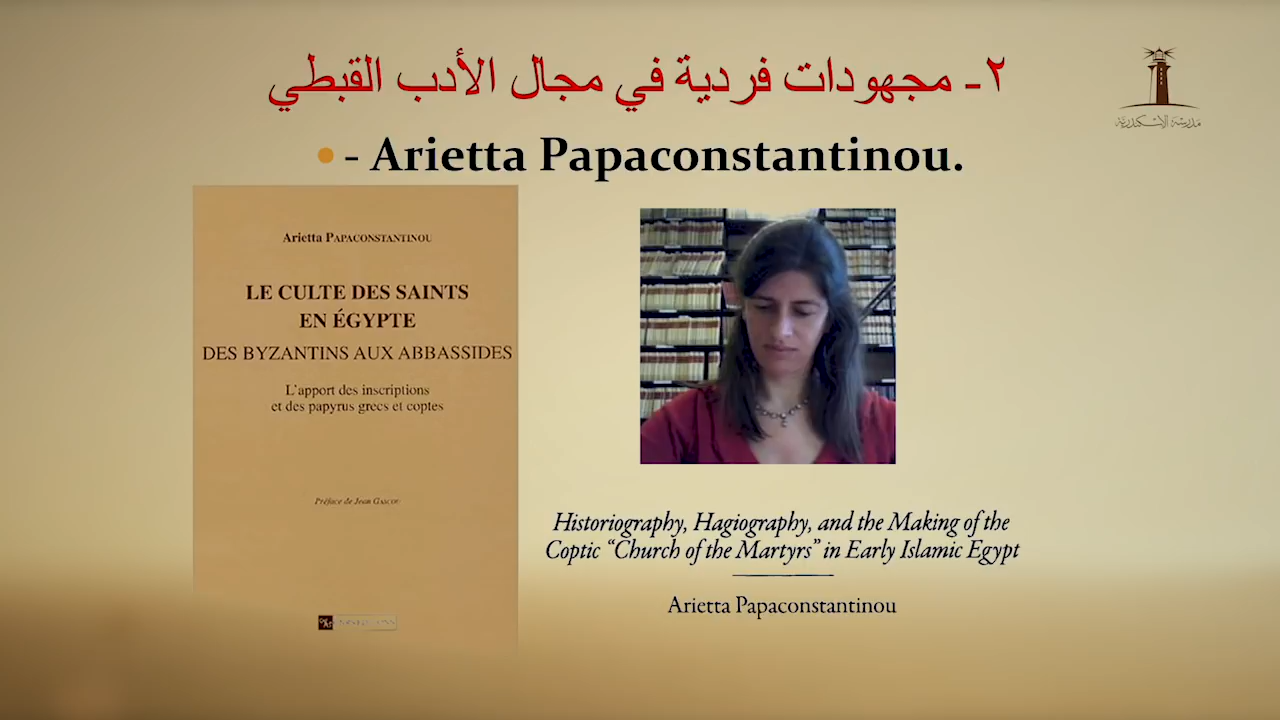 ٢- مجهودات فردية في مجال الأدب القبطي
مدرسة الإسكندرية
- Arietta Papaconstantinou.
Arietta PAPACONSTANTINOU
LE CULTE DES SAINTS
EN ÉGYPTE
DES BYZANTINS AUX ABBASSIDES
L'apport des inscriptions
et des papyrus grecs et coptes
Préface de Jean GASCOU
Historiography, Hagiography, and the Making of the
Coptic “Church of the Martyrs” in Early Islamic Egypt
Arietta Papaconstantinou